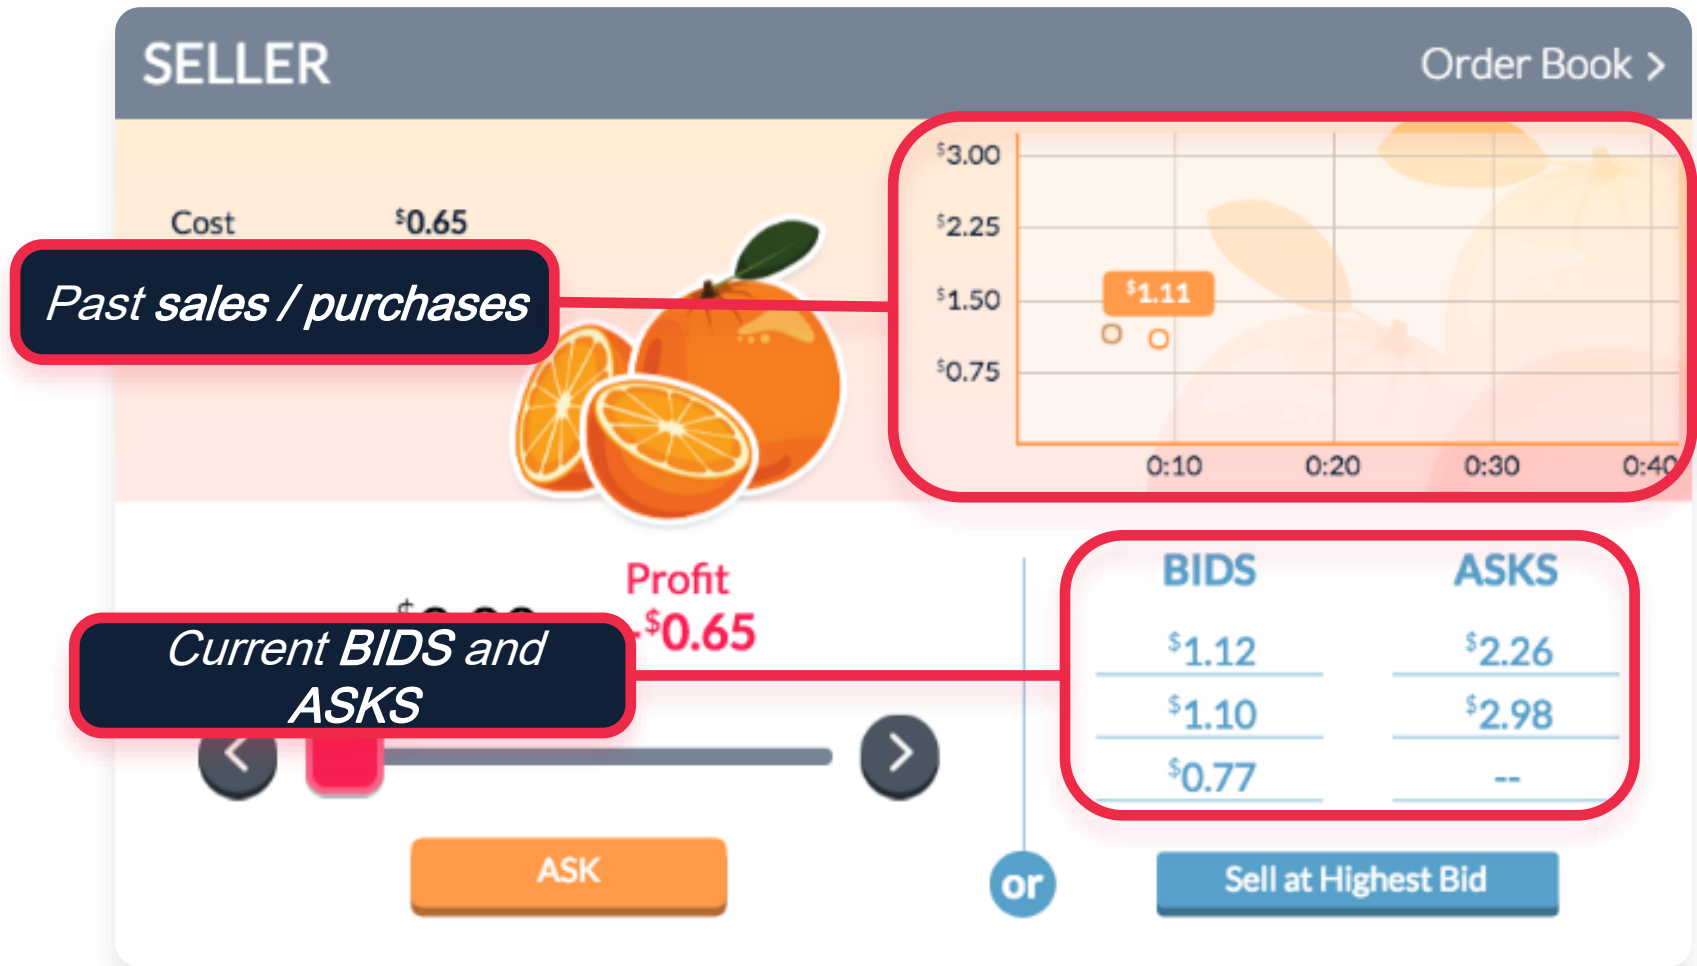 SELLER
Order Book >
Cost $0.65
Past sales / purchases
$3.00
$2.25
$1.50
$0.75
$1.11
0:10 0:20 0:30 0:40
Profit
-$0.65
Current BIDS and
ASKS
BIDS ASKS
$1.12 $2.26
$1.10 $2.98
$0.77 --
ASK
or
Sell at Highest Bid